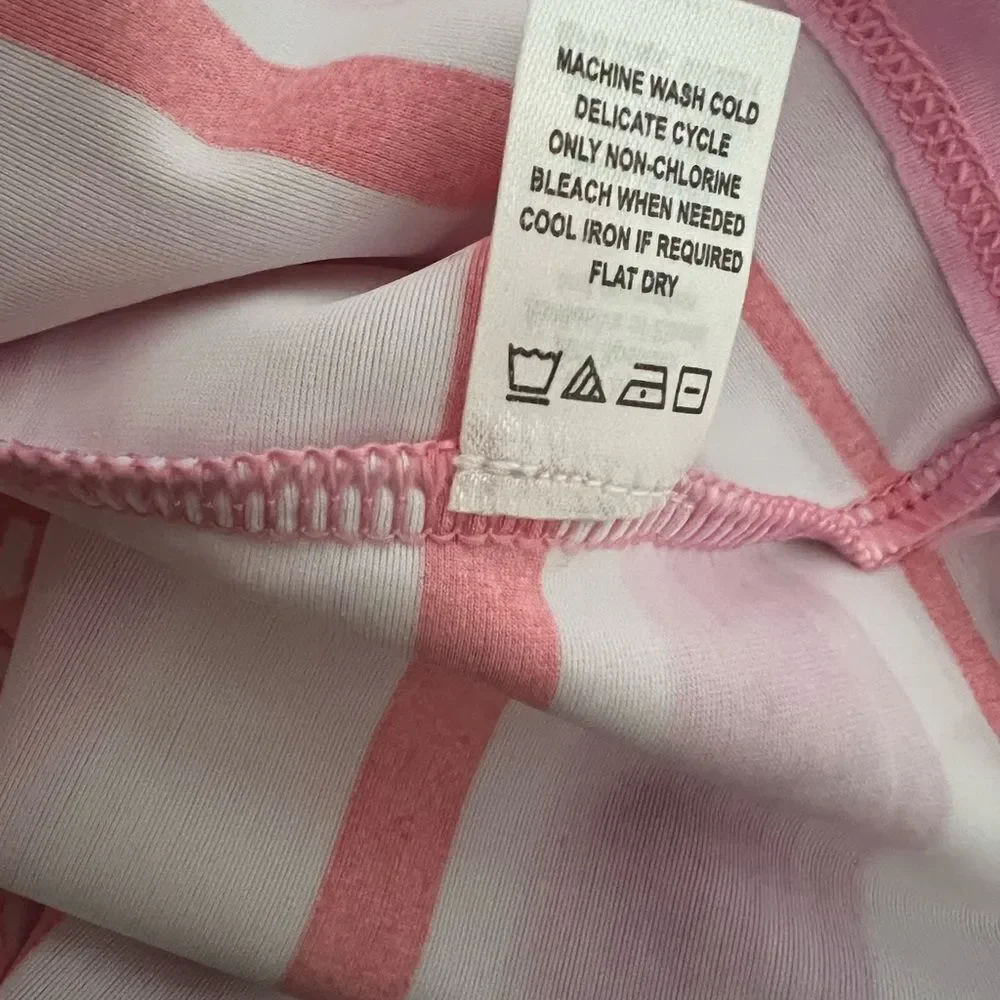 MACHINE WASH COLD
DELICATE CYCLE
ONLY NON-CHLORINE
BLEACH WHEN NEEDED
COOL IRON IF REQUIRED
FLAT DRY